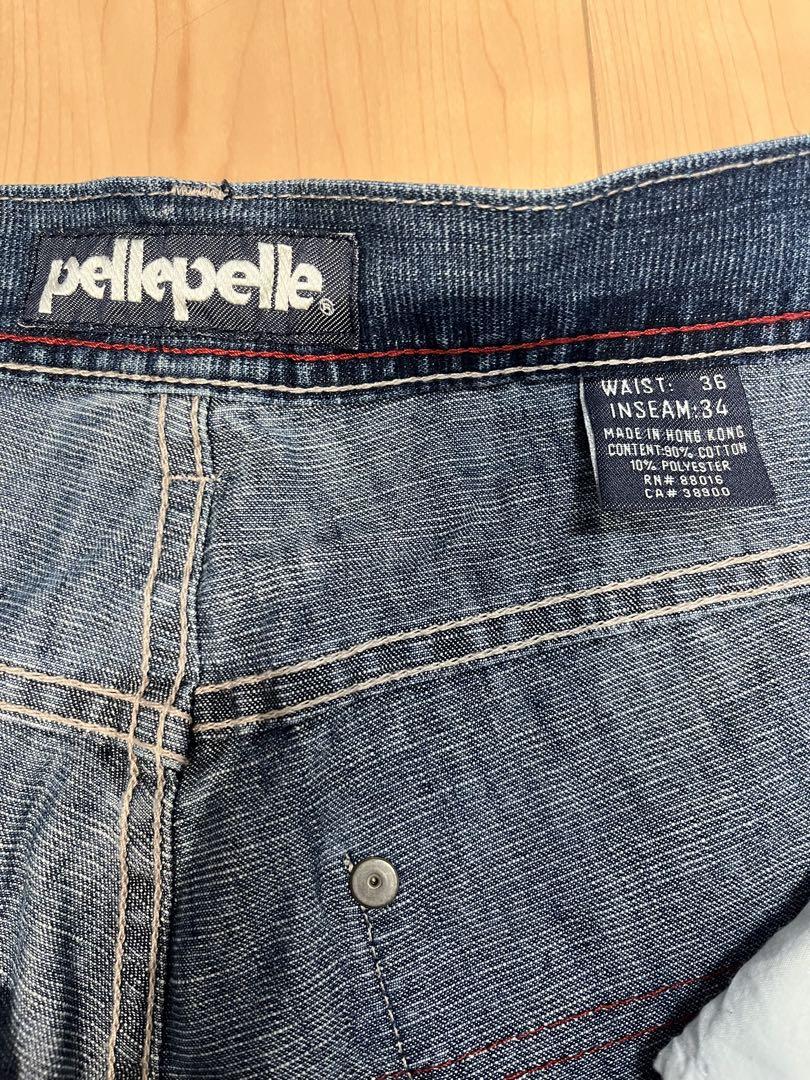 pellepelle®
WAIST: 36
INSEAM:34
MADE IN HONG KONG
CONTENT:90% COTTON
10% POLYESTER
RN# 88016
CA# 38900